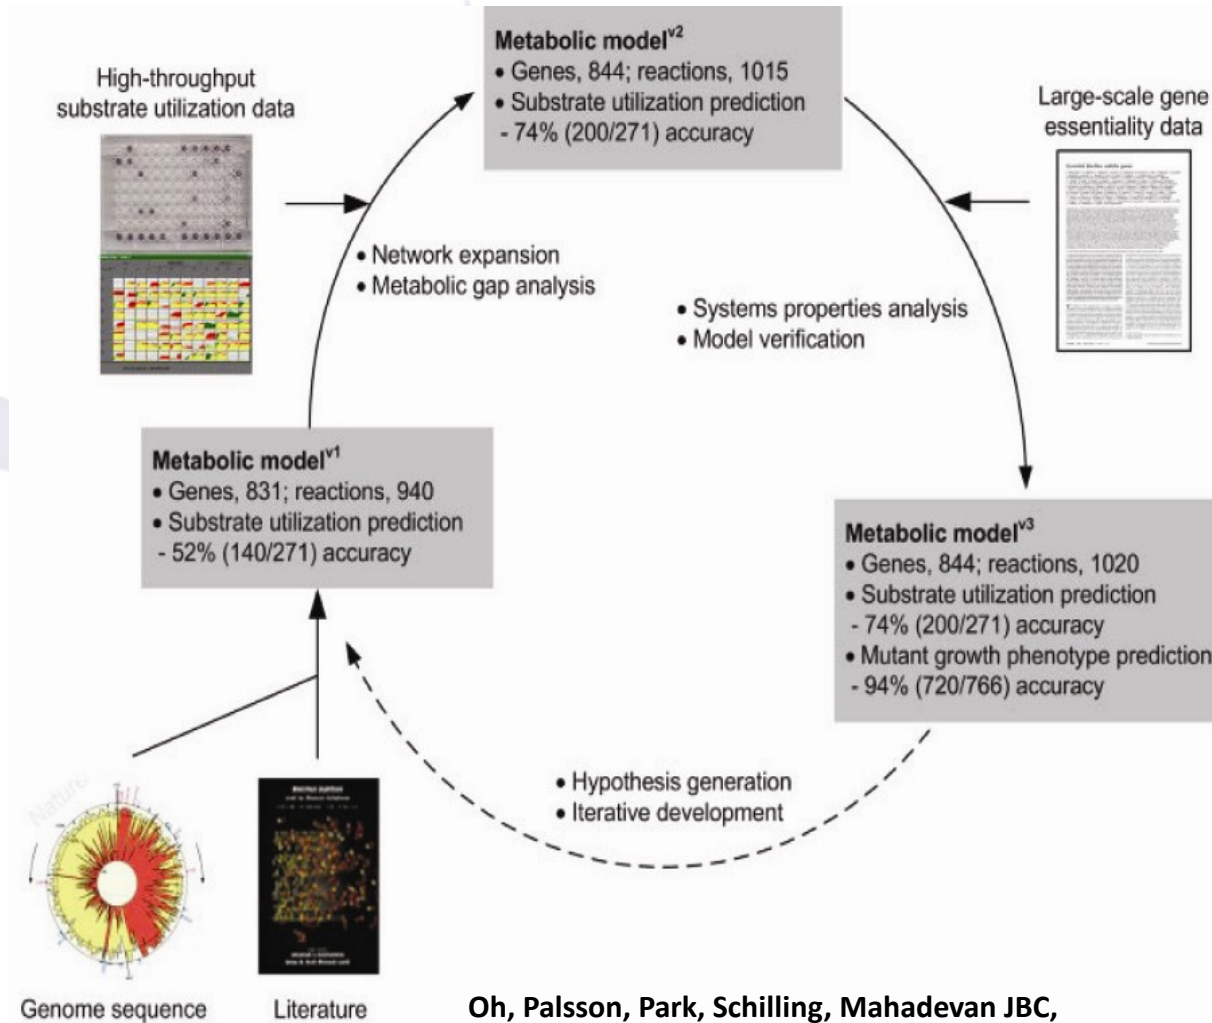 Metabolic model^v2
• Genes, 844; reactions, 1015
• Substrate utilization prediction
- 74% (200/271) accuracy
High-throughput
substrate utilization data
Large-scale gene
essentiality data
• Network expansion
• Metabolic gap analysis
• Systems properties analysis
• Model verification
Metabolic model^v1
• Genes, 831; reactions, 940
• Substrate utilization prediction
- 52% (140/271) accuracy
Metabolic model^v3
• Genes, 844; reactions, 1020
• Substrate utilization prediction
- 74% (200/271) accuracy
• Mutant growth phenotype prediction
- 94% (720/766) accuracy
• Hypothesis generation
• Iterative development
Nature
Genome sequence
Literature
Oh, Palsson, Park, Schilling, Mahadevan JBC,